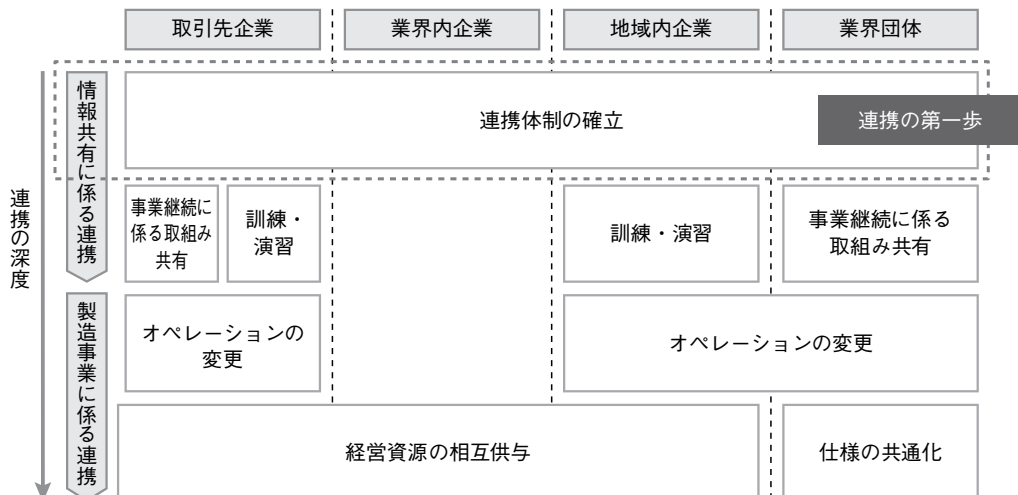 取引先企業
業界内企業
地域内企業
業界団体
連携の深度
情報共有に係る連携
連携体制の確立
連携の第一歩
事業継続に
係る取組み
共有
訓練・
演習
訓練・演習
事業継続に係る
取組み共有
製造事業に係る連携
オペレーションの
変更
オペレーションの変更
経営資源の相互供与
仕様の共通化